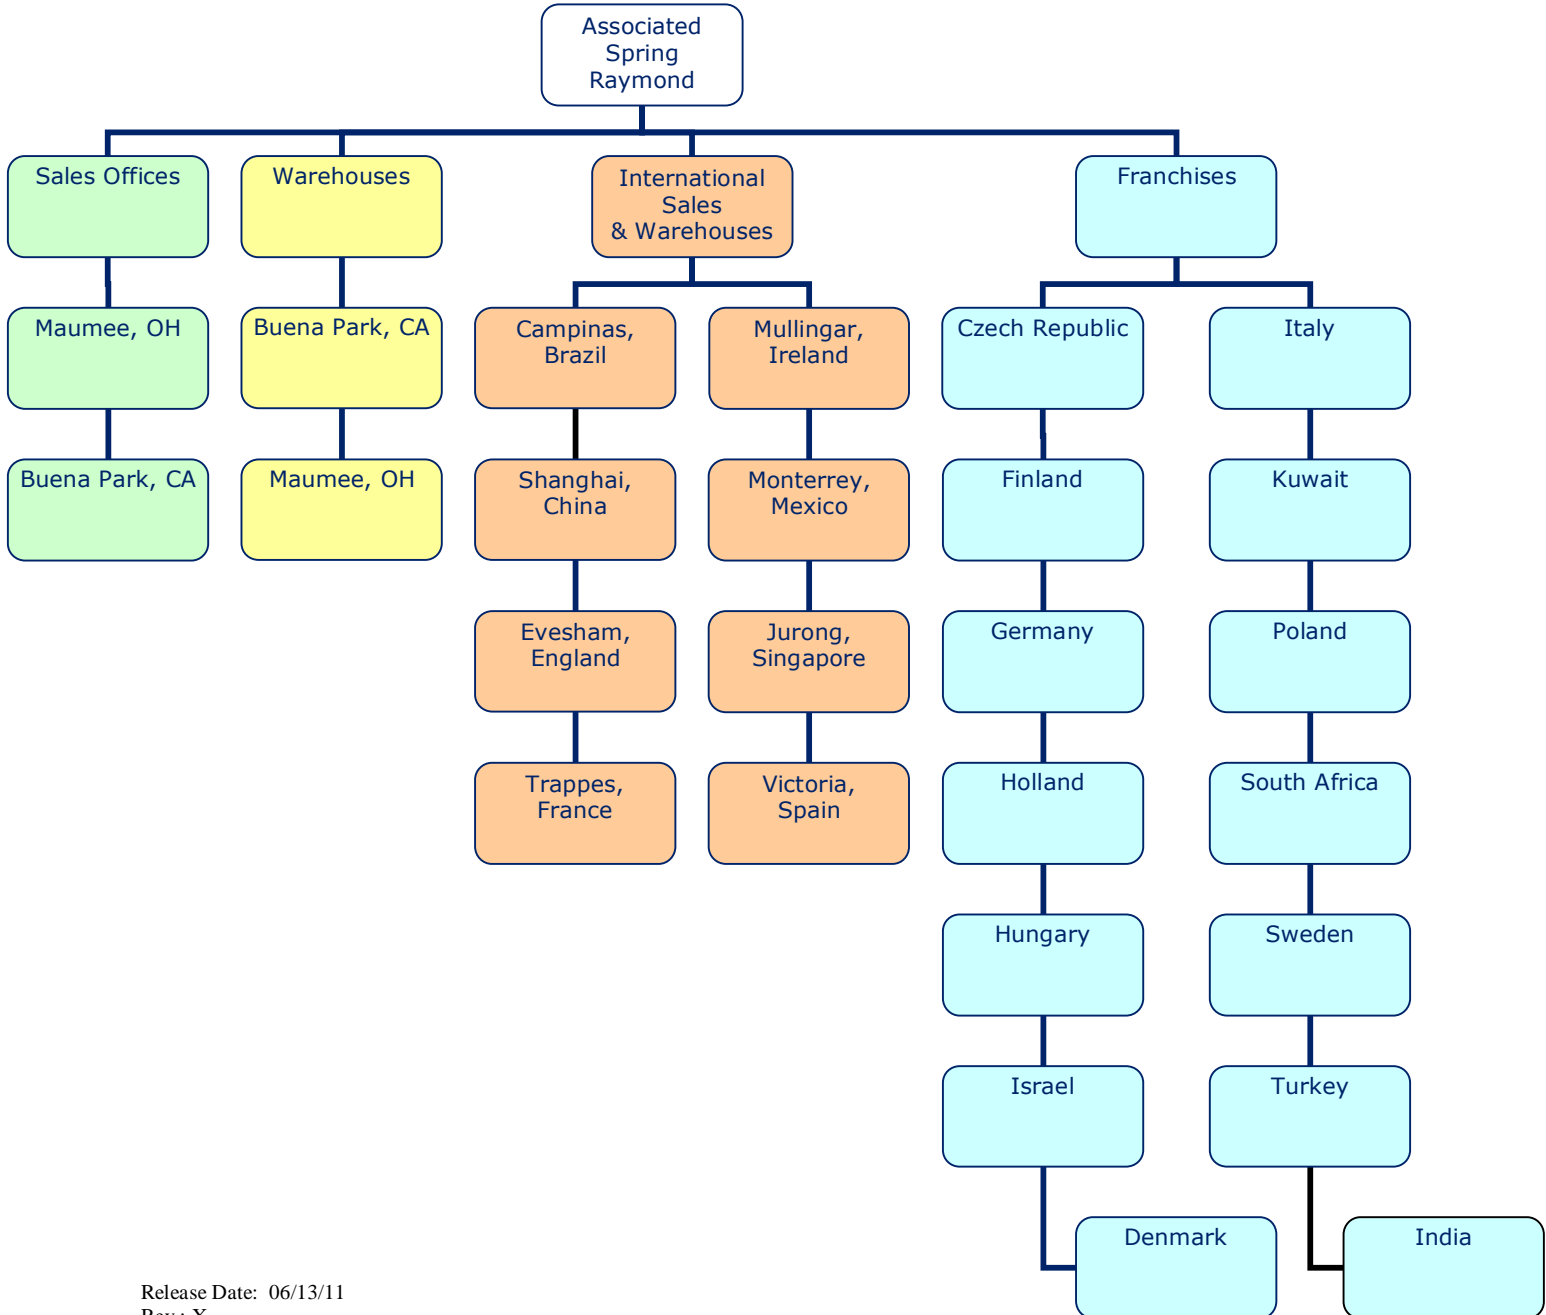 Associated
Spring
Raymond
Sales Offices
Warehouses
International
Sales
& Warehouses
Franchises
Maumee, OH
Buena Park, CA
Campinas,
Brazil
Mullingar,
Ireland
Czech Republic
Italy
Buena Park, CA
Maumee, OH
Shanghai,
China
Monterrey,
Mexico
Finland
Kuwait
Evesham,
England
Jurong,
Singapore
Germany
Poland
Trappes,
France
Victoria,
Spain
Holland
South Africa
Hungary
Sweden
Israel
Turkey
Denmark
India
Release Date:  06/13/11
Rev.: X